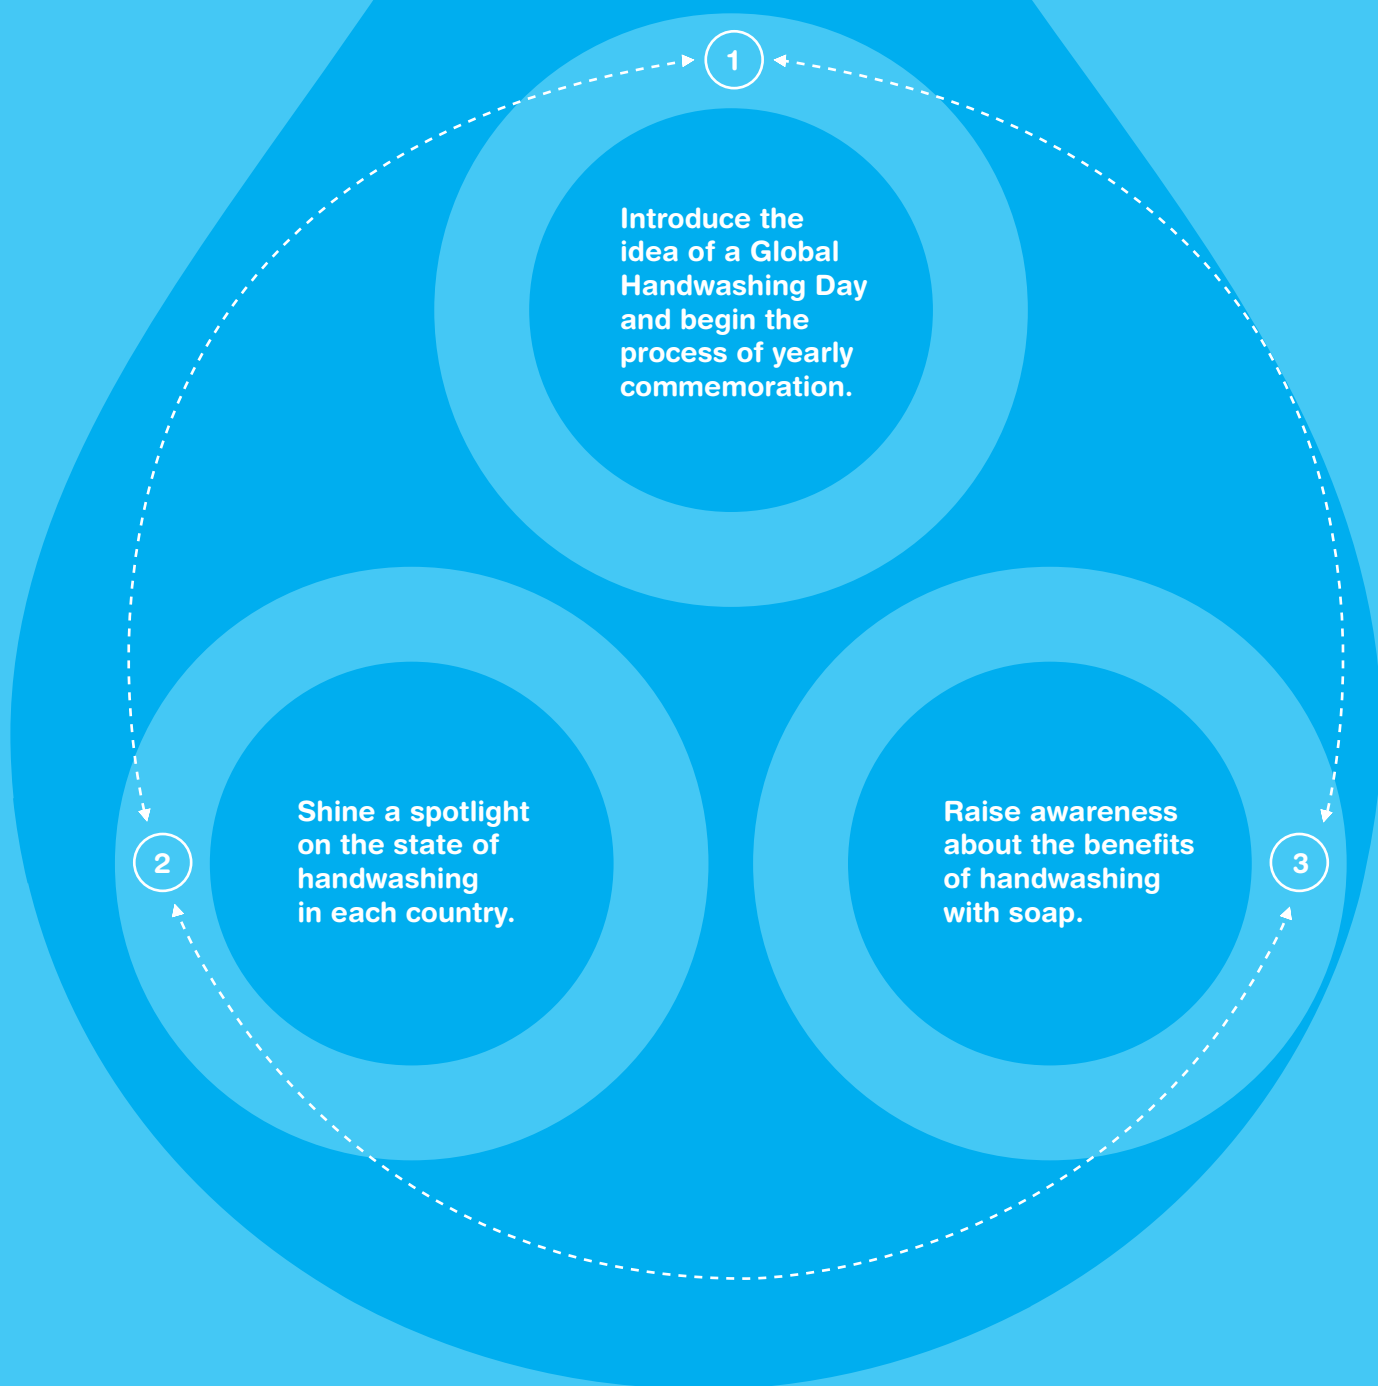 1
Introduce the
idea of a Global
Handwashing Day
and begin the
process of yearly
commemoration.
2
Shine a spotlight
on the state of
handwashing
in each country.
Raise awareness
about the benefits
of handwashing
with soap.
3